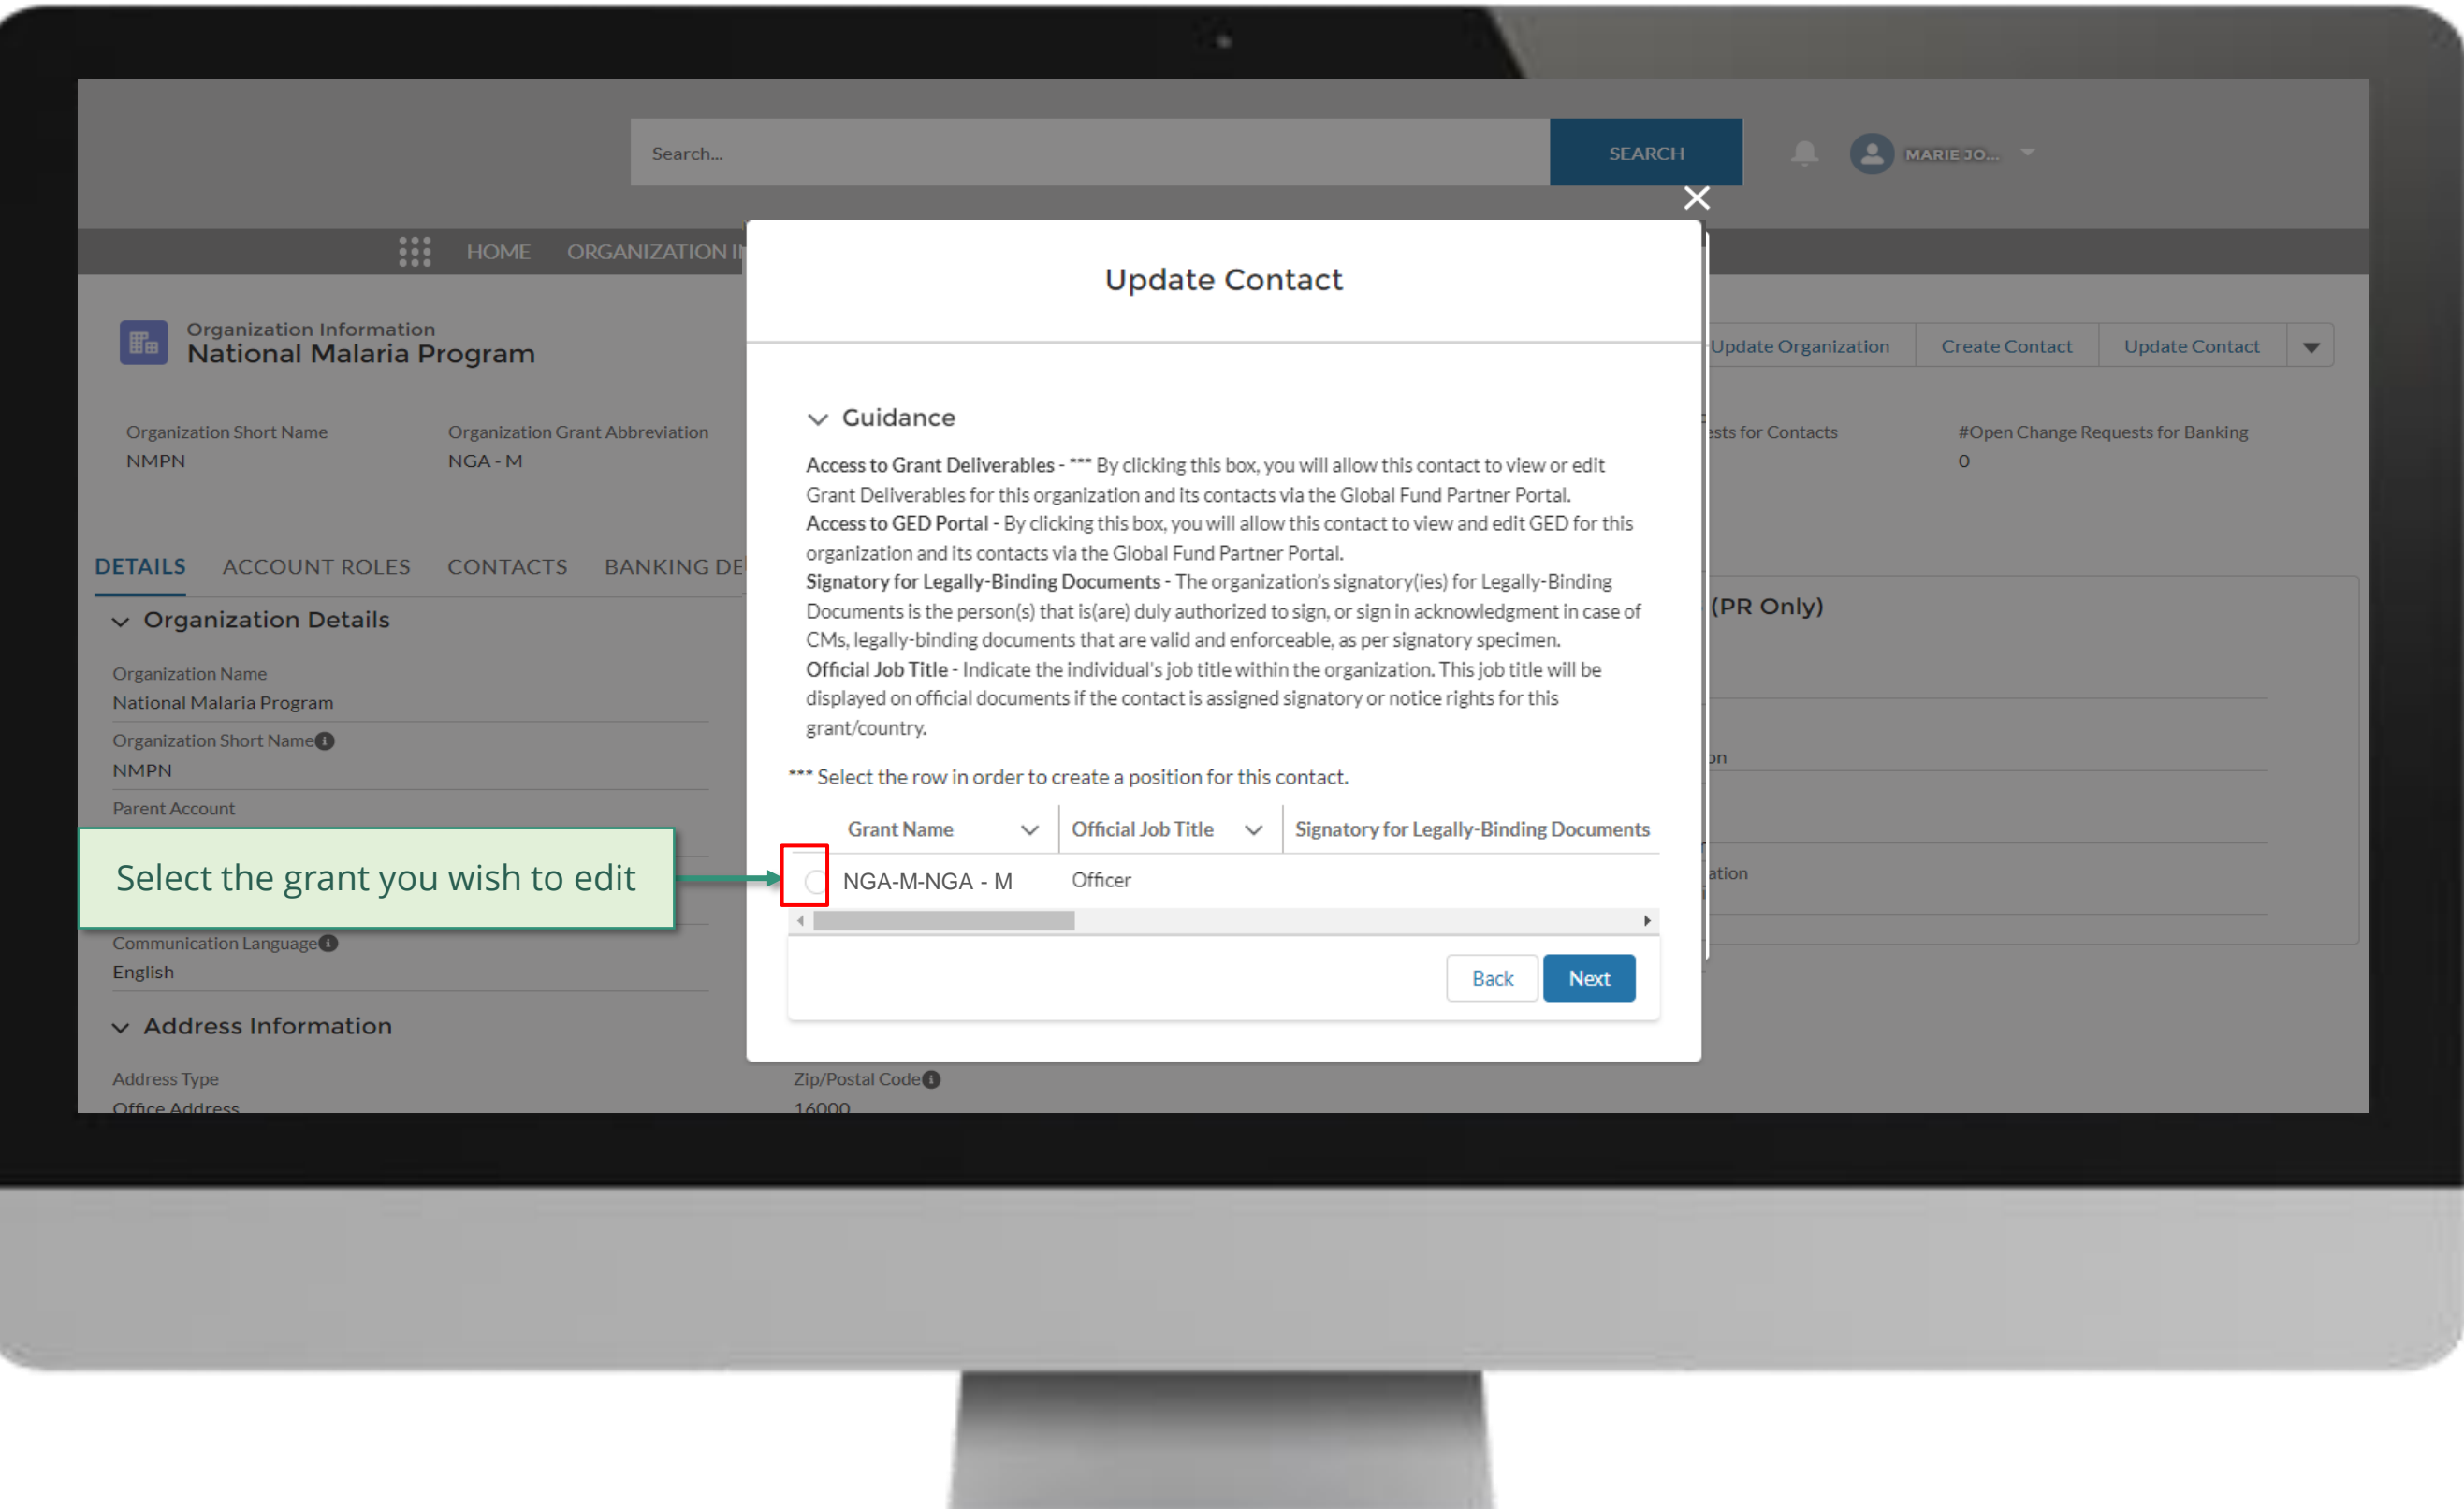 Search...
SEARCH
MARIE JO...
HOME
ORGANIZATION
Organization Information
National Malaria Program
Update Organization
Create Contact
Update Contact
Organization Short Name
NMPN
Organization Grant Abbreviation
NGA - M
for Contacts
#Open Change Requests for Banking
0
DETAILS
ACCOUNT ROLES
CONTACTS
BANKING
Organization Details
Organization Name
National Malaria Program
Organization Short Name
NMPN
Parent Account
Communication Language
English
Address Information
Address Type
Office Address
Zip/Postal Code
16000
(PR Only)
Update Contact
Guidance
Access to Grant Deliverables - *** By clicking this box, you will allow this contact to view or edit
Grant Deliverables for this organization and its contacts via the Global Fund Partner Portal.
Access to GED Portal - By clicking this box, you will allow this contact to view and edit GED for this
organization and its contacts via the Global Fund Partner Portal.
Signatory for Legally-Binding Documents - The organization's signatory(ies) for Legally-Binding
Documents is the person(s) that is(are) duly authorized to sign, or sign in acknowledgment in case of
CMs, legally-binding documents that are valid and enforceable, as per signatory specimen.
Official Job Title - Indicate the individual's job title within the organization. This job title will be
displayed on official documents if the contact is assigned signatory or notice rights for this
grant/country.
*** Select the row in order to create a position for this contact.
Grant Name
Official Job Title
Signatory for Legally-Binding Documents
NGA-M-NGA - M
Officer
Back
Next
Select the grant you wish to edit